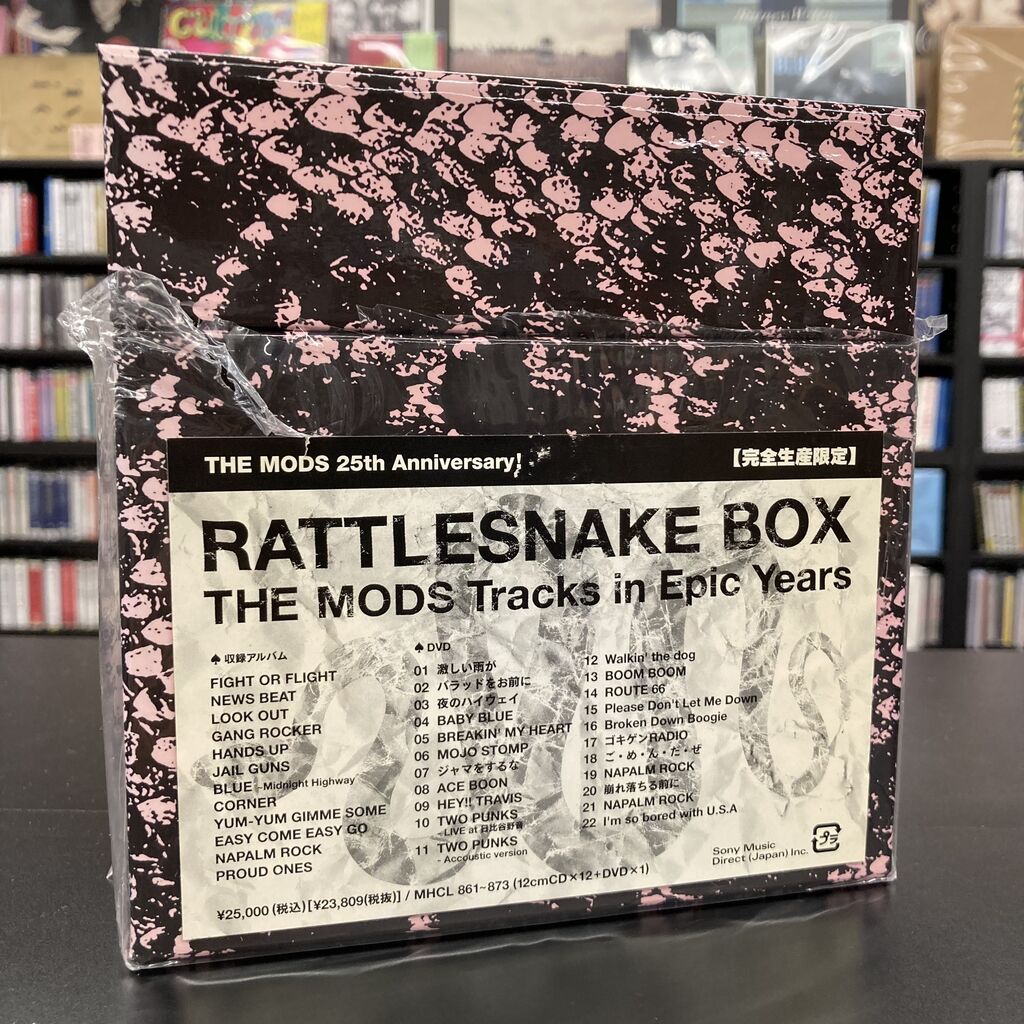 THE MODS 25th Anniversary!
【完全生産限定】
RATTLESNAKE BOX
THE MODS Tracks in Epic Years
♠ 収録アルバム
FIGHT OR FLIGHT
NEWS BEAT
LOOK OUT
GANG ROCKER
HANDS UP
JAIL GUNS
BLUE ~Midnight Highway
CORNER
YUM-YUM GIMME SOME
EASY COME EASY GO
NAPALM ROCK
PROUD ONES
♠ DVD
01 激しい雨が
02 バラッドをお前に
03 夜のハイウェイ
04 BABY BLUE
05 BREAKIN' MY HEART
06 MOJO STOMP
07 ジャマをするな
08 ACE BOON
09 HEY!! TRAVIS
10 TWO PUNKS
- LIVE at 日比谷野音
11 TWO PUNKS
- Accoustic version
12 Walkin' the dog
13 BOOM BOOM
14 ROUTE 66
15 Please Don't Let Me Down
16 Broken Down Boogie
17 ゴキゲンRADIO
18 ご・め・ん・だ・ぜ
19 NAPALM ROCK
20 崩れ落ちる前に
21 NAPALM ROCK
22 I'm so bored with U.S.A
Sony Music
Direct (Japan) Inc.
プラ
¥25,000 (税込) [¥23,809(税抜)] / MHCL 861~873 (12cmCD×12+DVD×1)